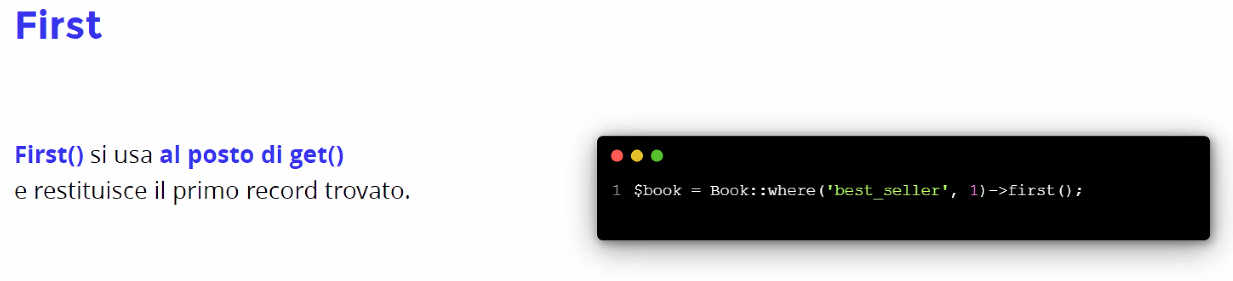 First
First() si usa al posto di get()
e restituisce il primo record trovato.
1 $book = Book::where('best_seller', 1)->first();